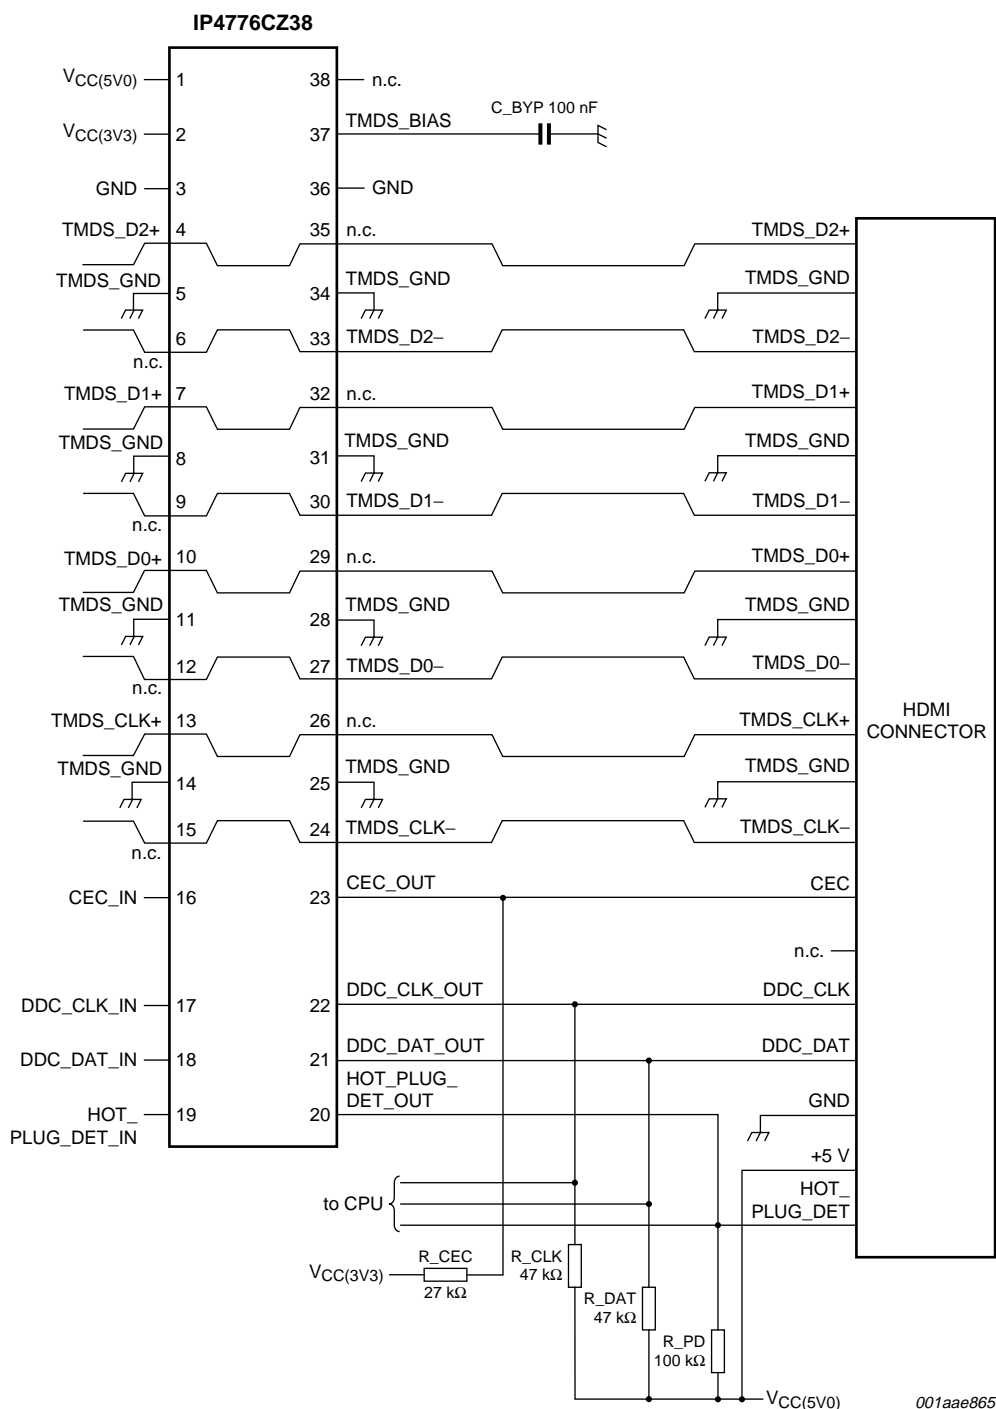 IP4776CZ38
VCC(5V0) 1 38 n.c.
C_BYP 100 nF
VCC(3V3) 2 37 TMDS_BIAS
GND 3 36 GND
TMDS_D2+ 4 35 n.c. TMDS_D2+
TMDS_GND 5 34 TMDS_GND TMDS_GND
6 33 TMDS_D2− TMDS_D2−
n.c.
TMDS_D1+ 7 32 n.c. TMDS_D1+
TMDS_GND 8 31 TMDS_GND TMDS_GND
9 30 TMDS_D1− TMDS_D1−
n.c.
TMDS_D0+ 10 29 n.c. TMDS_D0+
TMDS_GND 11 28 TMDS_GND TMDS_GND
12 27 TMDS_D0− TMDS_D0−
n.c.
TMDS_CLK+ 13 26 n.c. TMDS_CLK+
HDMI
CONNECTOR
TMDS_GND 14 25 TMDS_GND TMDS_GND
15 24 TMDS_CLK− TMDS_CLK−
n.c.
CEC_IN 16 23 CEC_OUT CEC
n.c.
DDC_CLK_IN 17 22 DDC_CLK_OUT DDC_CLK
DDC_DAT_IN 18 21 DDC_DAT_OUT DDC_DAT
HOT_PLUG_
DET_OUT
HOT_ 19 20 GND
PLUG_DET_IN
+5 V
to CPU
HOT_
PLUG_DET
VCC(3V3) R_CEC
27 kΩ
R_CLK
47 kΩ
R_DAT
47 kΩ
R_PD
100 kΩ
VCC(5V0)
001aae865